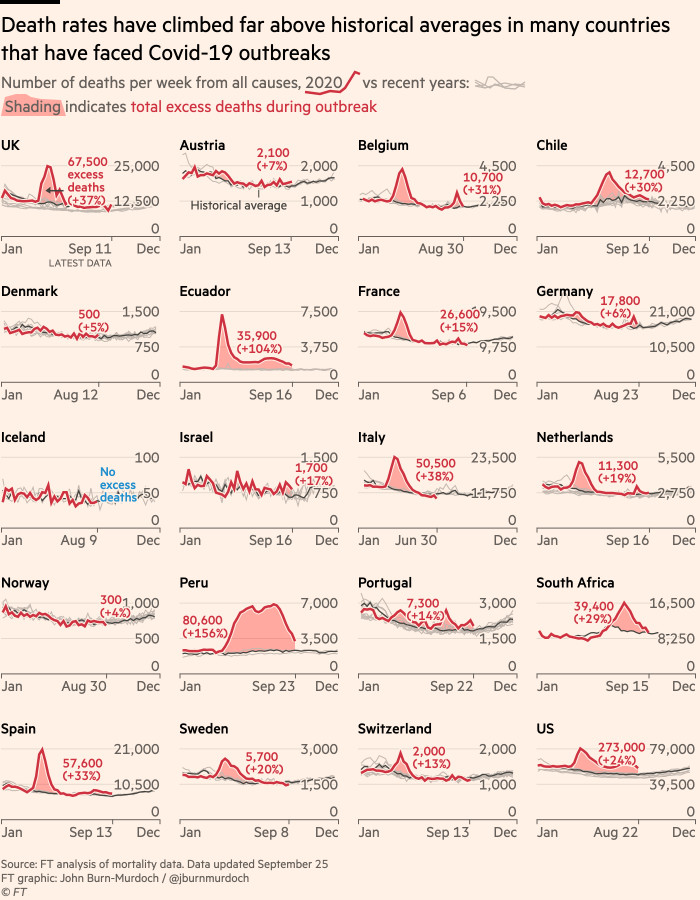 Death rates have climbed far above historical averages in many countries
that have faced Covid-19 outbreaks
Number of deaths per week from all causes, 2020 vs recent years:
Shading indicates total excess deaths during outbreak
UK
67,500
excess
deaths
(+37%)
25,000
12,500
0
Jan Sep 11 Dec
LATEST DATA
Austria
2,100
(+7%)
2,000
Historical average
1,000
0
Jan Sep 13 Dec
Belgium
4,500
10,700
(+31%)
2,250
0
Jan Aug 30 Dec
Chile
4,500
12,700
(+30%)
2,250
0
Jan Sep 16 Dec
Denmark
500
(+5%)
1,500
750
0
Jan Aug 12 Dec
Ecuador
7,500
35,900
(+104%)
3,750
0
Jan Sep 16 Dec
France
26,600
(+15%)
19,500
9,750
0
Jan Sep 6 Dec
Germany
17,800
(+6%)
21,000
10,500
0
Jan Aug 23 Dec
Iceland
100
No
excess
deaths
50
0
Jan Aug 9 Dec
Israel
1,500
1,700
(+17%)
750
0
Jan Sep 16 Dec
Italy
23,500
50,500
(+38%)
11,750
0
Jan Jun 30 Dec
Netherlands
5,500
11,300
(+19%)
2,750
0
Jan Sep 16 Dec
Norway
300
(+4%)
1,000
500
0
Jan Aug 30 Dec
Peru
7,000
80,600
(+156%)
3,500
0
Jan Sep 23 Dec
Portugal
7,300
(+14%)
3,000
1,500
0
Jan Sep 22 Dec
South Africa
39,400
(+29%)
16,500
8,250
0
Jan Sep 15 Dec
Spain
21,000
57,600
(+33%)
10,500
0
Jan Sep 13 Dec
Sweden
3,000
5,700
(+20%)
1,500
0
Jan Sep 8 Dec
Switzerland
2,000
(+13%)
2,000
1,000
0
Jan Sep 13 Dec
US
273,000
(+24%)
79,000
39,500
0
Jan Aug 22 Dec
Source: FT analysis of mortality data. Data updated September 25
FT graphic: John Burn-Murdoch / @jburnmurdoch
© FT